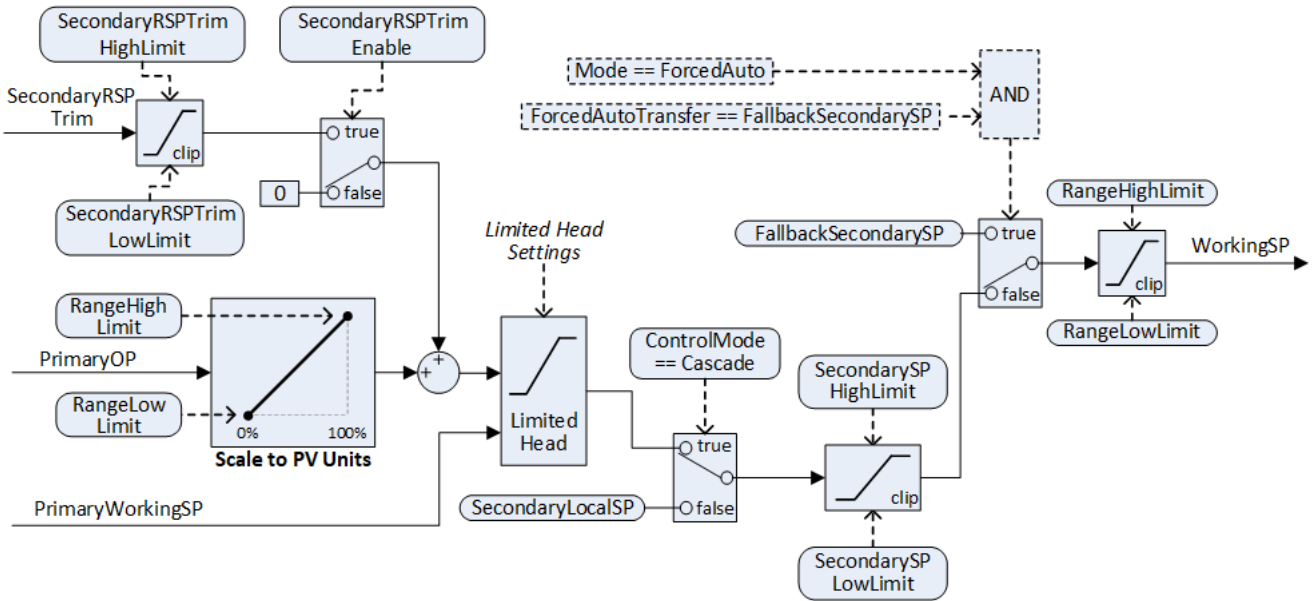 SecondaryRSPTrim
HighLimit
SecondaryRSPTrim
Enable
Mode == ForcedAuto
AND
SecondaryRSP
Trim
ForcedAutoTransfer == FallbackSecondarySP
true
clip
0
false
SecondaryRSPTrim
LowLimit
RangeHighLimit
Limited Head
Settings
FallbackSecondarySP
true
WorkingSP
clip
false
RangeHigh
Limit
RangeLowLimit
PrimaryOP
+
+
ControlMode
== Cascade
SecondarySP
HighLimit
RangeLow
Limit
0%
100%
Scale to PV Units
Limited
Head
true
clip
PrimaryWorkingSP
SecondaryLocalSP
false
SecondarySP
LowLimit